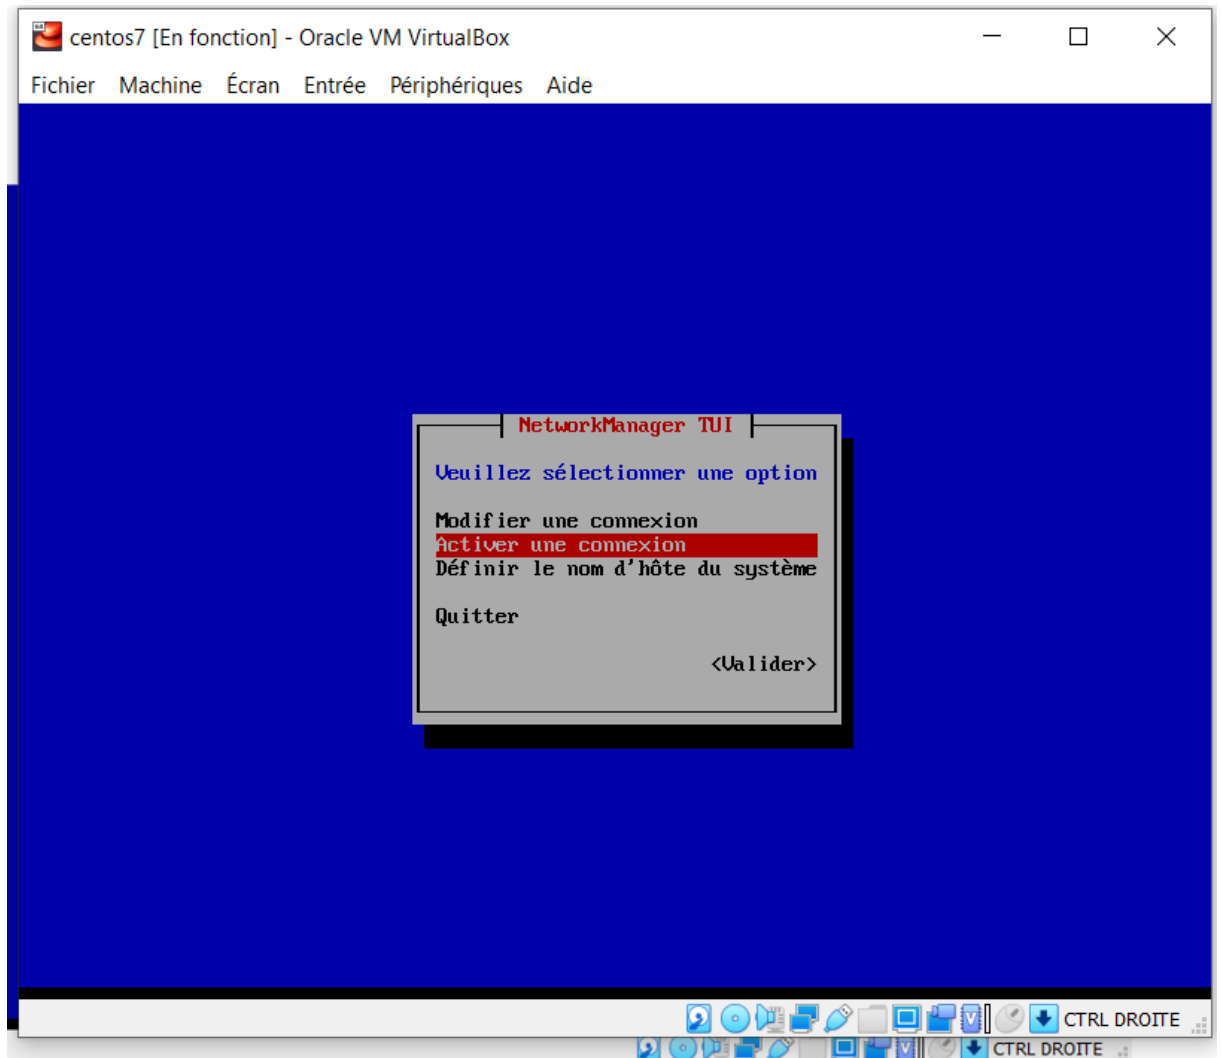 centos7 [En fonction] - Oracle VM VirtualBox
Fichier Machine Écran Entrée Périphériques Aide
NetworkManager TUI
Veuillez sélectionner une option
Modifier une connexion
Activer une connexion
Définir le nom d'hôte du système
Quitter
<Valider>
CTRL DROITE
CTRL DROITE